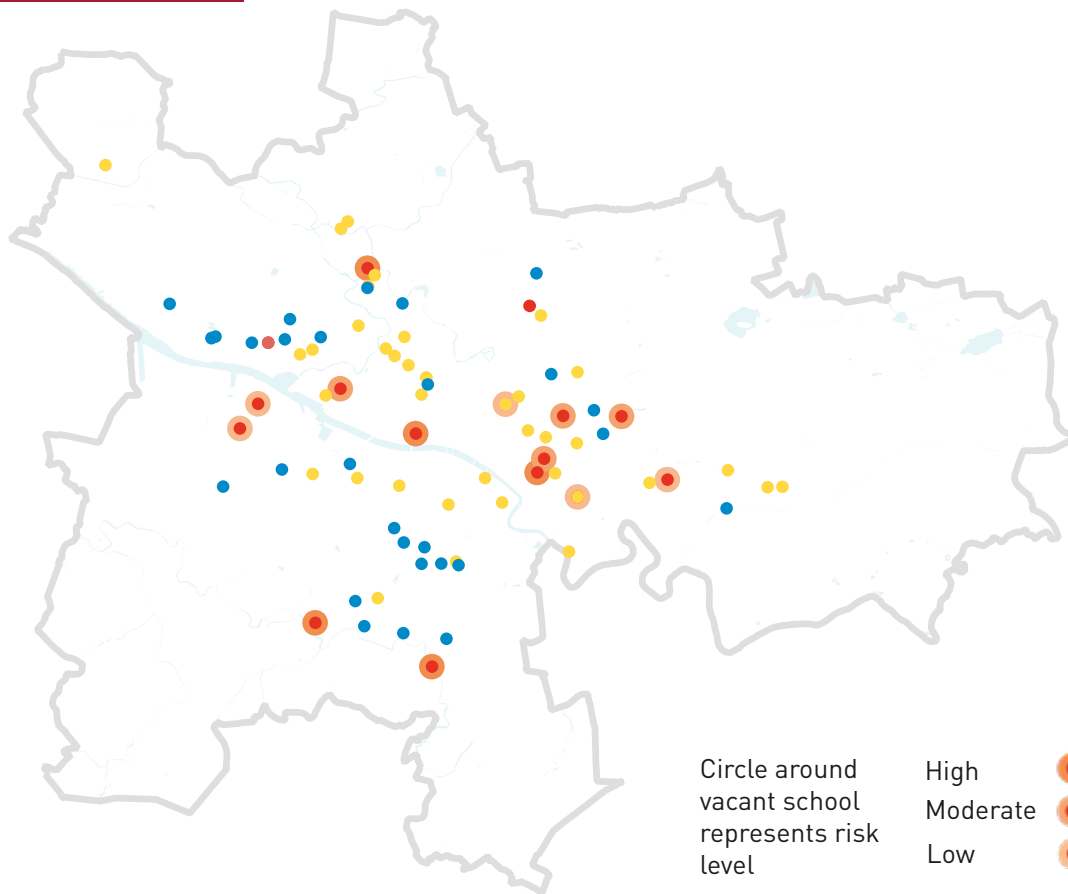 Circle around
vacant school
represents risk
level
High
Moderate
Low